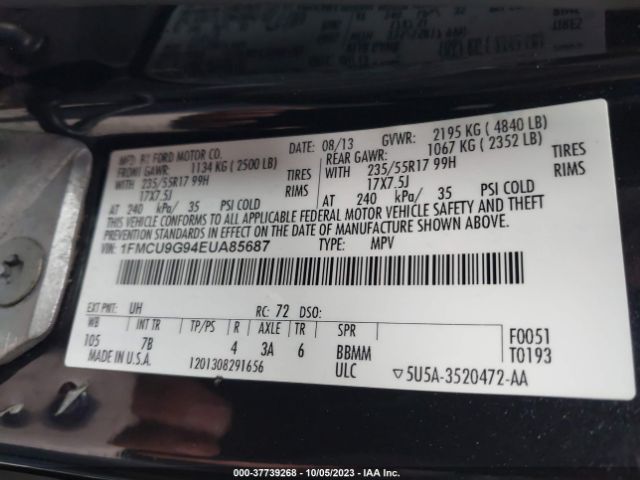 MFD. BY FORD MOTOR CO.
DATE: 08/13 GVWR: 2195 KG ( 4840 LB)
FRONT GAWR: 1134 KG ( 2500 LB)
REAR GAWR: 1067 KG ( 2352 LB)
WITH 235/55R17 99H TIRES
WITH 235/55R17 99H TIRES
17X7.5J RIMS
17X7.5J RIMS
AT 240 kPa/ 35 PSI COLD
AT 240 kPa/ 35 PSI COLD
THIS VEHICLE CONFORMS TO ALL APPLICABLE FEDERAL MOTOR VEHICLE SAFETY AND THEFT
PREVENTION STANDARDS IN EFFECT ON THE DATE OF MANUFACTURE SHOWN ABOVE.
VIN: 1FMCU9G94EUA85687 TYPE: MPV
EXT PNT: UH RC: 72 DSO:
WB INT TR TP/PS R AXLE TR SPR
105 7B 4 3A 6 BBMM
F0051
T0193
MADE IN U.S.A. 1201308291656 ULC ▽5U5A-3520472-AA
000-37739268 - 10/05/2023 - IAA Inc.